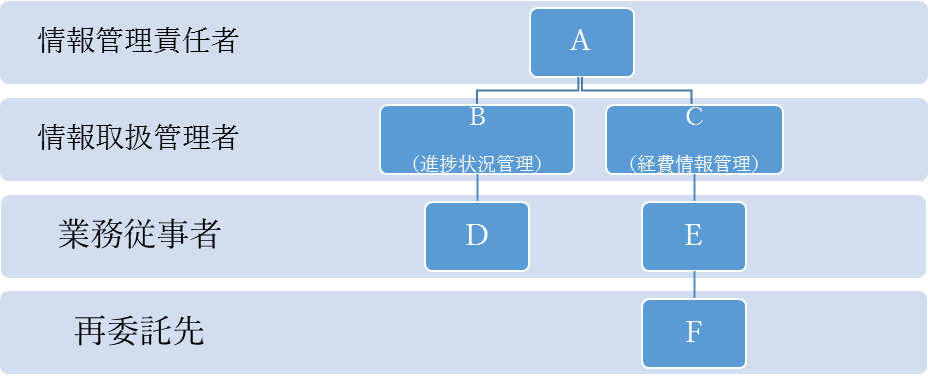 情報管理責任者
A
情報取扱管理者
B
（進捗状況管理）
C
（経費情報管理）
業務従事者
D
E
再委託先
F